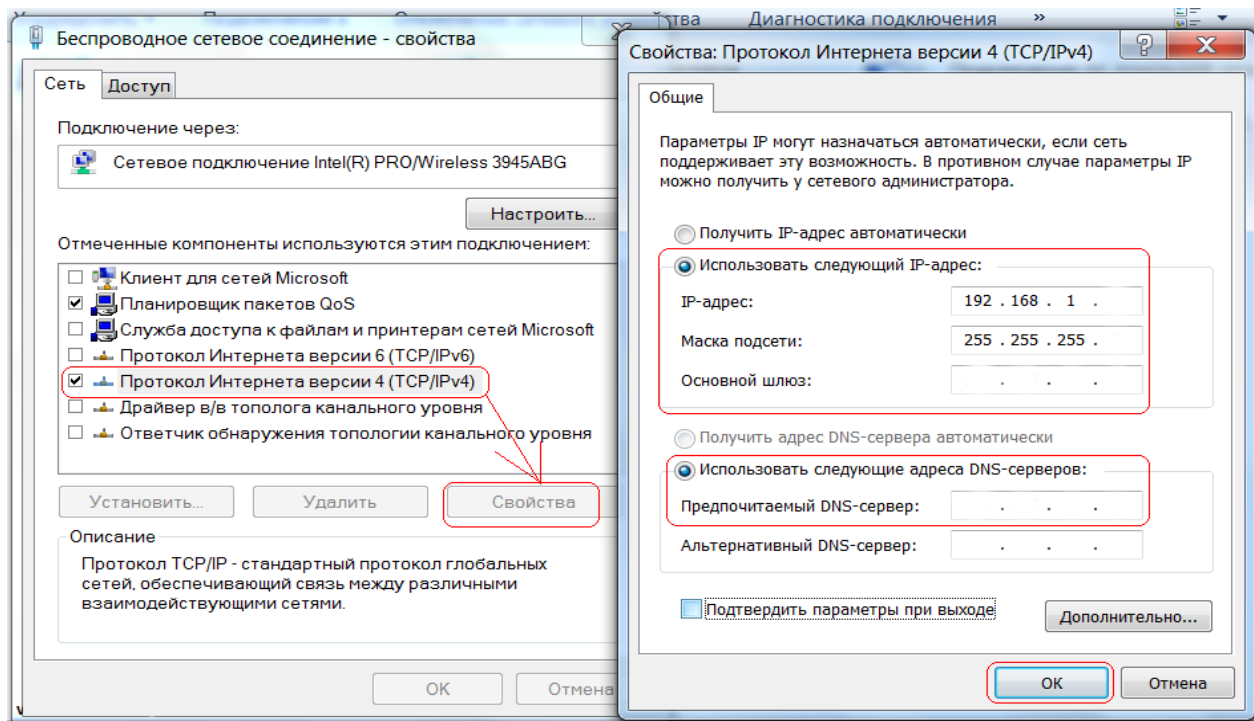 Диагностика подключения »
Беспроводное сетевое соединение - свойства
Сеть
Доступ
Подключение через:
Сетевое подключение Intel(R) PRO/Wireless 3945ABG
Настроить...
Отмеченные компоненты используются этим подключением:
Клиент для сетей Microsoft
Планировщик пакетов QoS
Служба доступа к файлам и принтерам сетей Microsoft
Протокол Интернета версии 6 (TCP/IPv6)
Протокол Интернета версии 4 (TCP/IPv4)
Драйвер в/в тополога канального уровня
Ответчик обнаружения топологии канального уровня
Установить...
Удалить
Свойства
Описание
Протокол TCP/IP - стандартный протокол глобальных
сетей, обеспечивающий связь между различными
взаимодействующими сетями.
ОК
Отмена
Свойства: Протокол Интернета версии 4 (TCP/IPv4)
Общие
Параметры IP могут назначаться автоматически, если сеть
поддерживает эту возможность. В противном случае параметры IP
можно получить у сетевого администратора.
Получить IP-адрес автоматически
Использовать следующий IP-адрес:
IP-адрес: 192 . 168 . 1 .
Маска подсети: 255 . 255 . 255 .
Основной шлюз: . . .
Получить адрес DNS-сервера автоматически
Использовать следующие адреса DNS-серверов:
Предпочитаемый DNS-сервер: . . .
Альтернативный DNS-сервер: . . .
Подтвердить параметры при выходе
Дополнительно...
ОК
Отмена